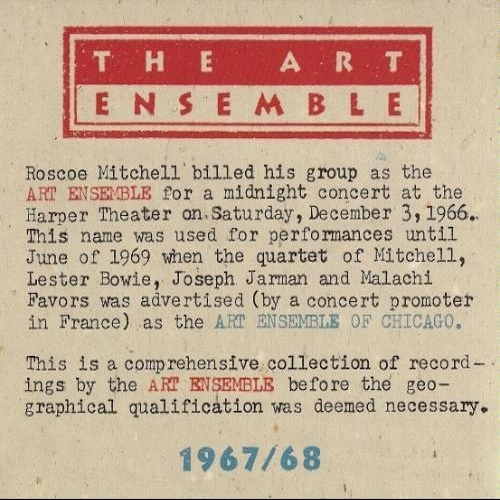 THE ART
ENSEMBLE
Roscoe Mitchell billed his group as the
ART ENSEMBLE for a midnight concert at the
Harper Theater on Saturday, December 3, 1966.
This name was used for performances until
June of 1969 when the quartet of Mitchell,
Lester Bowie, Joseph Jarman and Malachi
Favors was advertised (by a concert promoter
in France) as the ART ENSEMBLE OF CHICAGO.
This is a comprehensive collection of record-
ings by the ART ENSEMBLE before the geo-
graphical qualification was deemed necessary.
1967/68